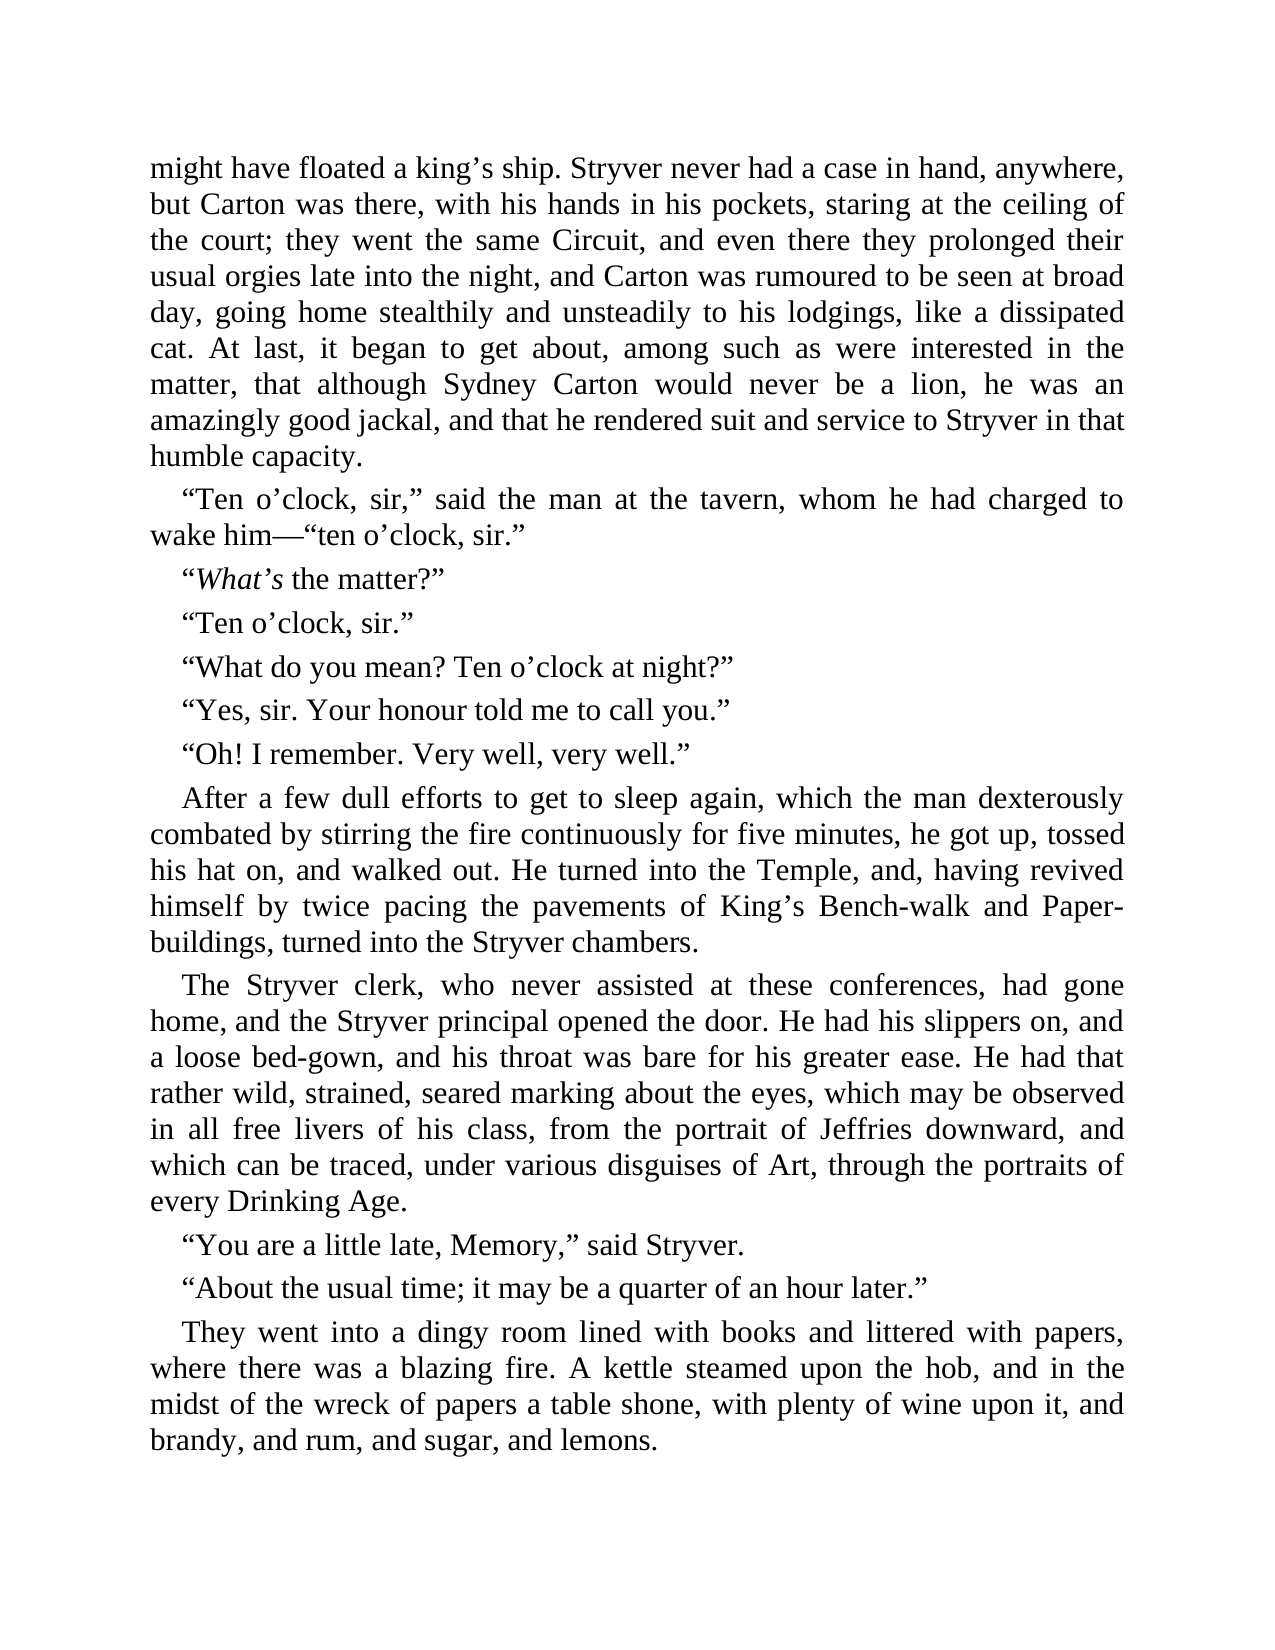 might have floated a king’s ship. Stryver never had a case in hand, anywhere,
but Carton was there, with his hands in his pockets, staring at the ceiling of
the court; they went the same Circuit, and even there they prolonged their
usual orgies late into the night, and Carton was rumoured to be seen at broad
day, going home stealthily and unsteadily to his lodgings, like a dissipated
cat. At last, it began to get about, among such as were interested in the
matter, that although Sydney Carton would never be a lion, he was an
amazingly good jackal, and that he rendered suit and service to Stryver in that
humble capacity.
“Ten o’clock, sir,” said the man at the tavern, whom he had charged to
wake him—“ten o’clock, sir.”
“What’s the matter?”
“Ten o’clock, sir.”
“What do you mean? Ten o’clock at night?”
“Yes, sir. Your honour told me to call you.”
“Oh! I remember. Very well, very well.”
After a few dull efforts to get to sleep again, which the man dexterously
combated by stirring the fire continuously for five minutes, he got up, tossed
his hat on, and walked out. He turned into the Temple, and, having revived
himself by twice pacing the pavements of King’s Bench-walk and Paper-
buildings, turned into the Stryver chambers.
The Stryver clerk, who never assisted at these conferences, had gone
home, and the Stryver principal opened the door. He had his slippers on, and
a loose bed-gown, and his throat was bare for his greater ease. He had that
rather wild, strained, seared marking about the eyes, which may be observed
in all free livers of his class, from the portrait of Jeffries downward, and
which can be traced, under various disguises of Art, through the portraits of
every Drinking Age.
“You are a little late, Memory,” said Stryver.
“About the usual time; it may be a quarter of an hour later.”
They went into a dingy room lined with books and littered with papers,
where there was a blazing fire. A kettle steamed upon the hob, and in the
midst of the wreck of papers a table shone, with plenty of wine upon it, and
brandy, and rum, and sugar, and lemons.